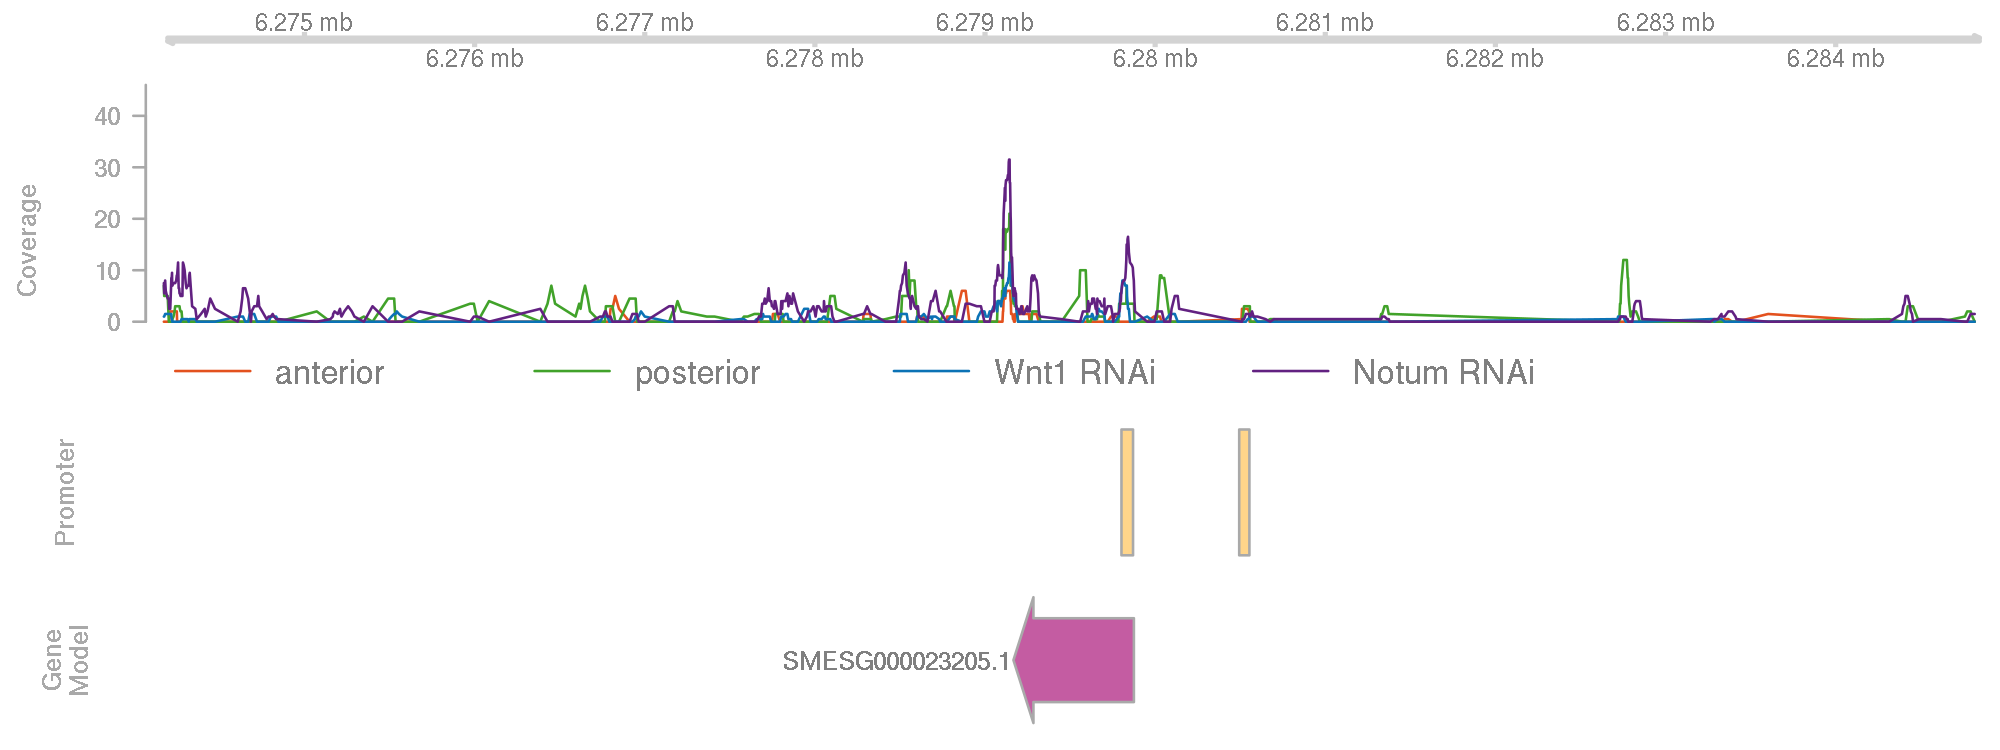 6.275 mb 6.277 mb 6.279 mb 6.281 mb 6.283 mb
6.276 mb 6.278 mb 6.28 mb 6.282 mb 6.284 mb
Coverage
40
30
20
10
0
anterior posterior Wnt1 RNAi Notum RNAi
Promoter
Gene
Model
SMESG000023205.1